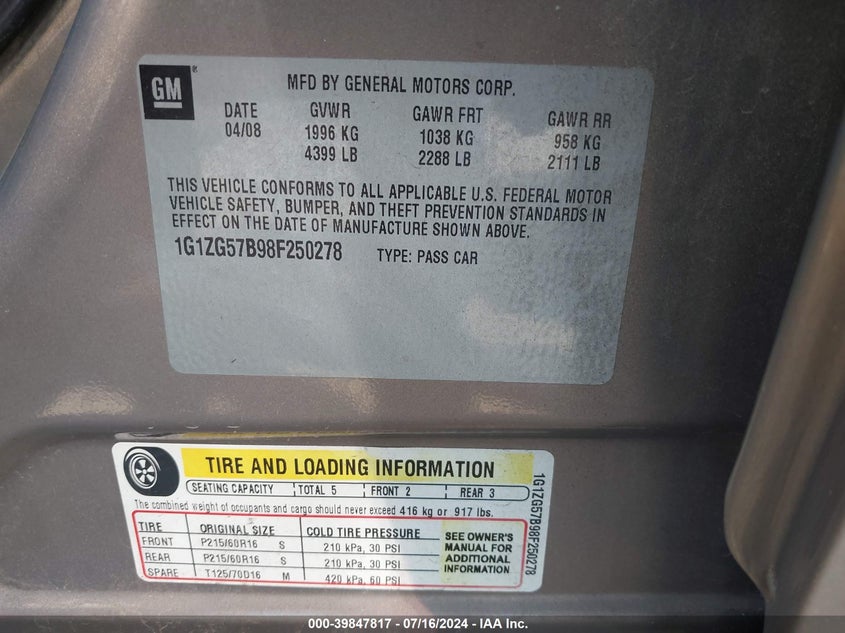 GM
MFD BY GENERAL MOTORS CORP.
DATE GVWR GAWR FRT GAWR RR
04/08 1996 KG 1038 KG 958 KG
4399 LB 2288 LB 2111 LB
THIS VEHICLE CONFORMS TO ALL APPLICABLE U.S. FEDERAL MOTOR
VEHICLE SAFETY, BUMPER, AND THEFT PREVENTION STANDARDS IN
EFFECT ON THE DATE OF MANUFACTURE SHOWN ABOVE.
1G1ZG57B98F250278 TYPE: PASS CAR
TIRE AND LOADING INFORMATION
SEATING CAPACITY TOTAL 5 FRONT 2 REAR 3
The combined weight of occupants and cargo should never exceed 416 kg or 917 lbs.
TIRE ORIGINAL SIZE COLD TIRE PRESSURE
FRONT P215/60R16 S 210 kPa, 30 PSI
REAR P215/60R16 S 210 kPa, 30 PSI
SPARE T125/70D16 M 420 kPa, 60 PSI
SEE OWNER'S
MANUAL FOR
ADDITIONAL
INFORMATION
1G1ZG57B98F250278
000-39847817 - 07/16/2024 - IAA Inc.